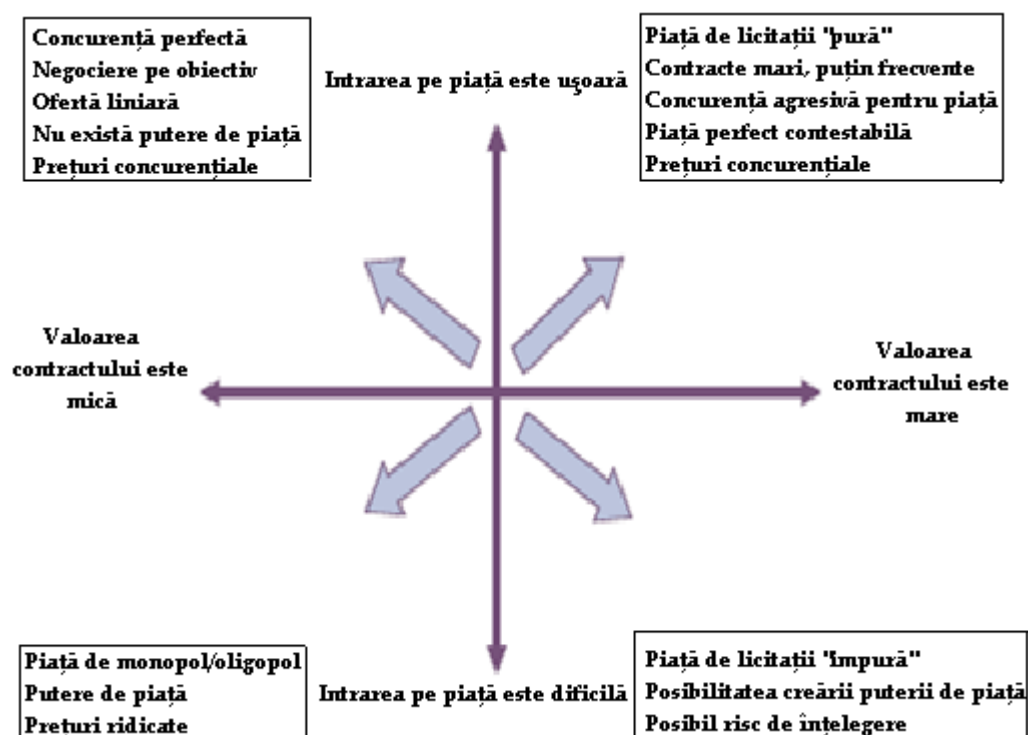 Concurență perfectă
Negociere pe obiectiv
Ofertă liniară
Nu există putere de piață
Prețuri concurențiale
Intrarea pe piață este ușoară
Piață de licitații "pură"
Contracte mari, puțin frecvente
Concurență agresivă pentru piață
Piață perfect contestabilă
Prețuri concurențiale
Valoarea
contractului este
mică
Valoarea
contractului este
mare
Piață de monopol/oligopol
Putere de piață
Prețuri ridicate
Intrarea pe piață este dificilă
Piață de licitații "impură"
Posibilitatea creării puterii de piață
Posibil risc de înțelegere